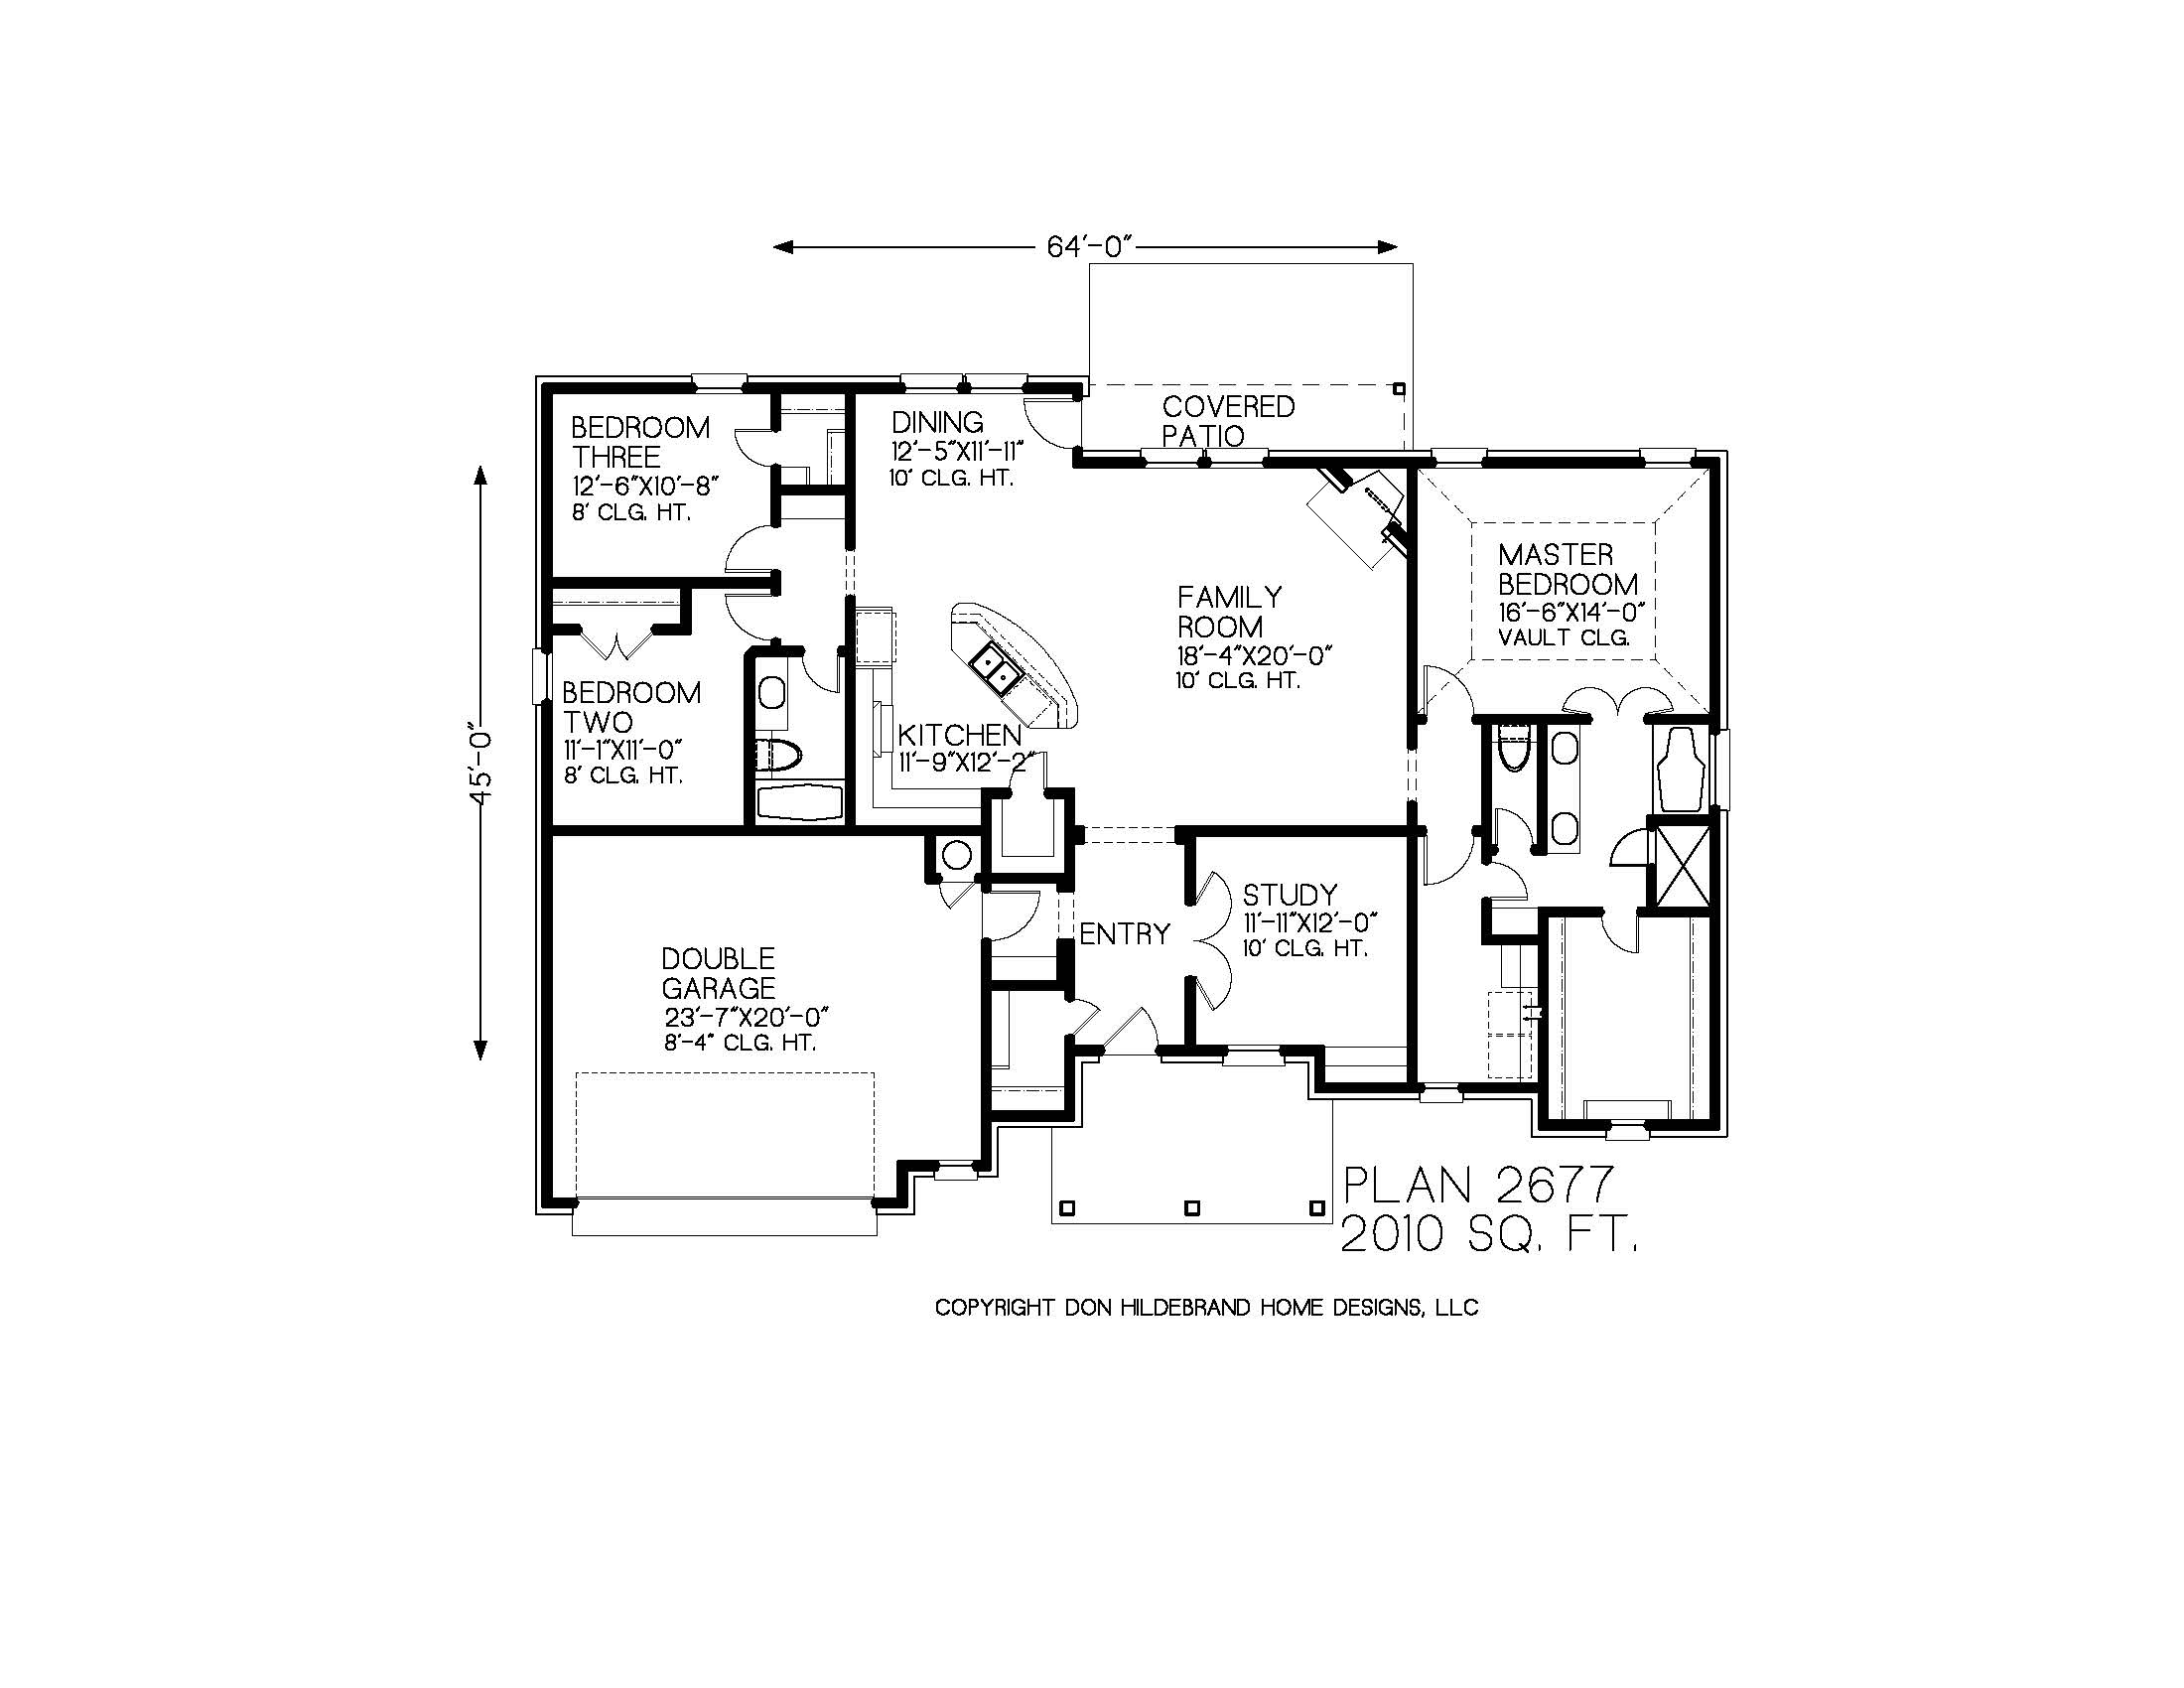 64'-0"
COVERED
PATIO
BEDROOM
THREE
12'-6"X10'-8"
8' CLG. HT.
DINING
12'-5"X11'-11"
10' CLG. HT.
MASTER
BEDROOM
16'-6"X14'-0"
VAULT CLG.
FAMILY
ROOM
18'-4"X20'-0"
10' CLG. HT.
BEDROOM
TWO
11'-1"X11'-0"
8' CLG. HT.
KITCHEN
11'-9"X12'-2"
45'-0"
STUDY
11'-11"X12'-0"
10' CLG. HT.
ENTRY
DOUBLE
GARAGE
23'-7"X20'-0"
8'-4" CLG. HT.
PLAN 2677
2010 SQ. FT.
COPYRIGHT DON HILDEBRAND HOME DESIGNS, LLC